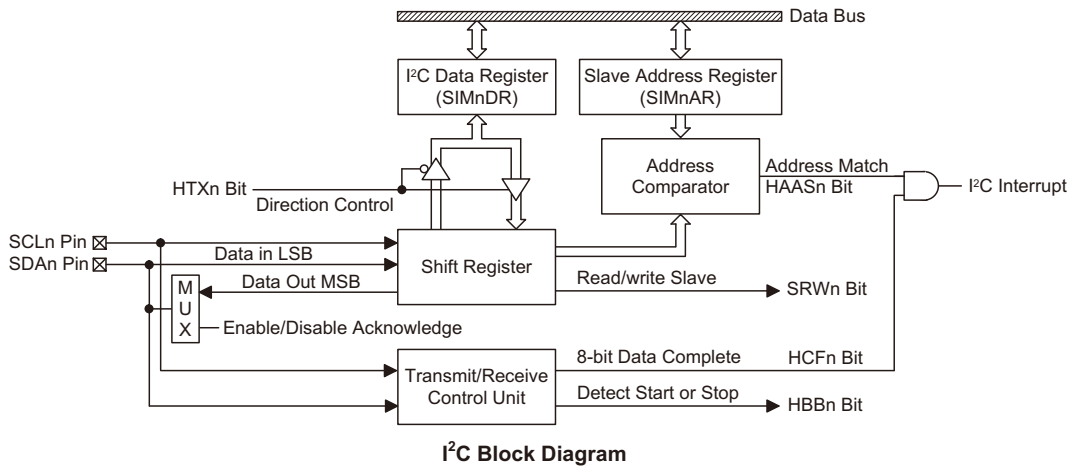 Data Bus
I²C Data Register
(SIMnDR)
Slave Address Register
(SIMnAR)
HTXn Bit
Direction Control
Address
Comparator
Address Match
HAASn Bit
I²C Interrupt
SCLn Pin
SDAn Pin
Data in LSB
Shift Register
Data Out MSB
Read/write Slave
SRWn Bit
M
U
X
Enable/Disable Acknowledge
Transmit/Receive
Control Unit
8-bit Data Complete
HCFn Bit
Detect Start or Stop
HBBn Bit
I²C Block Diagram